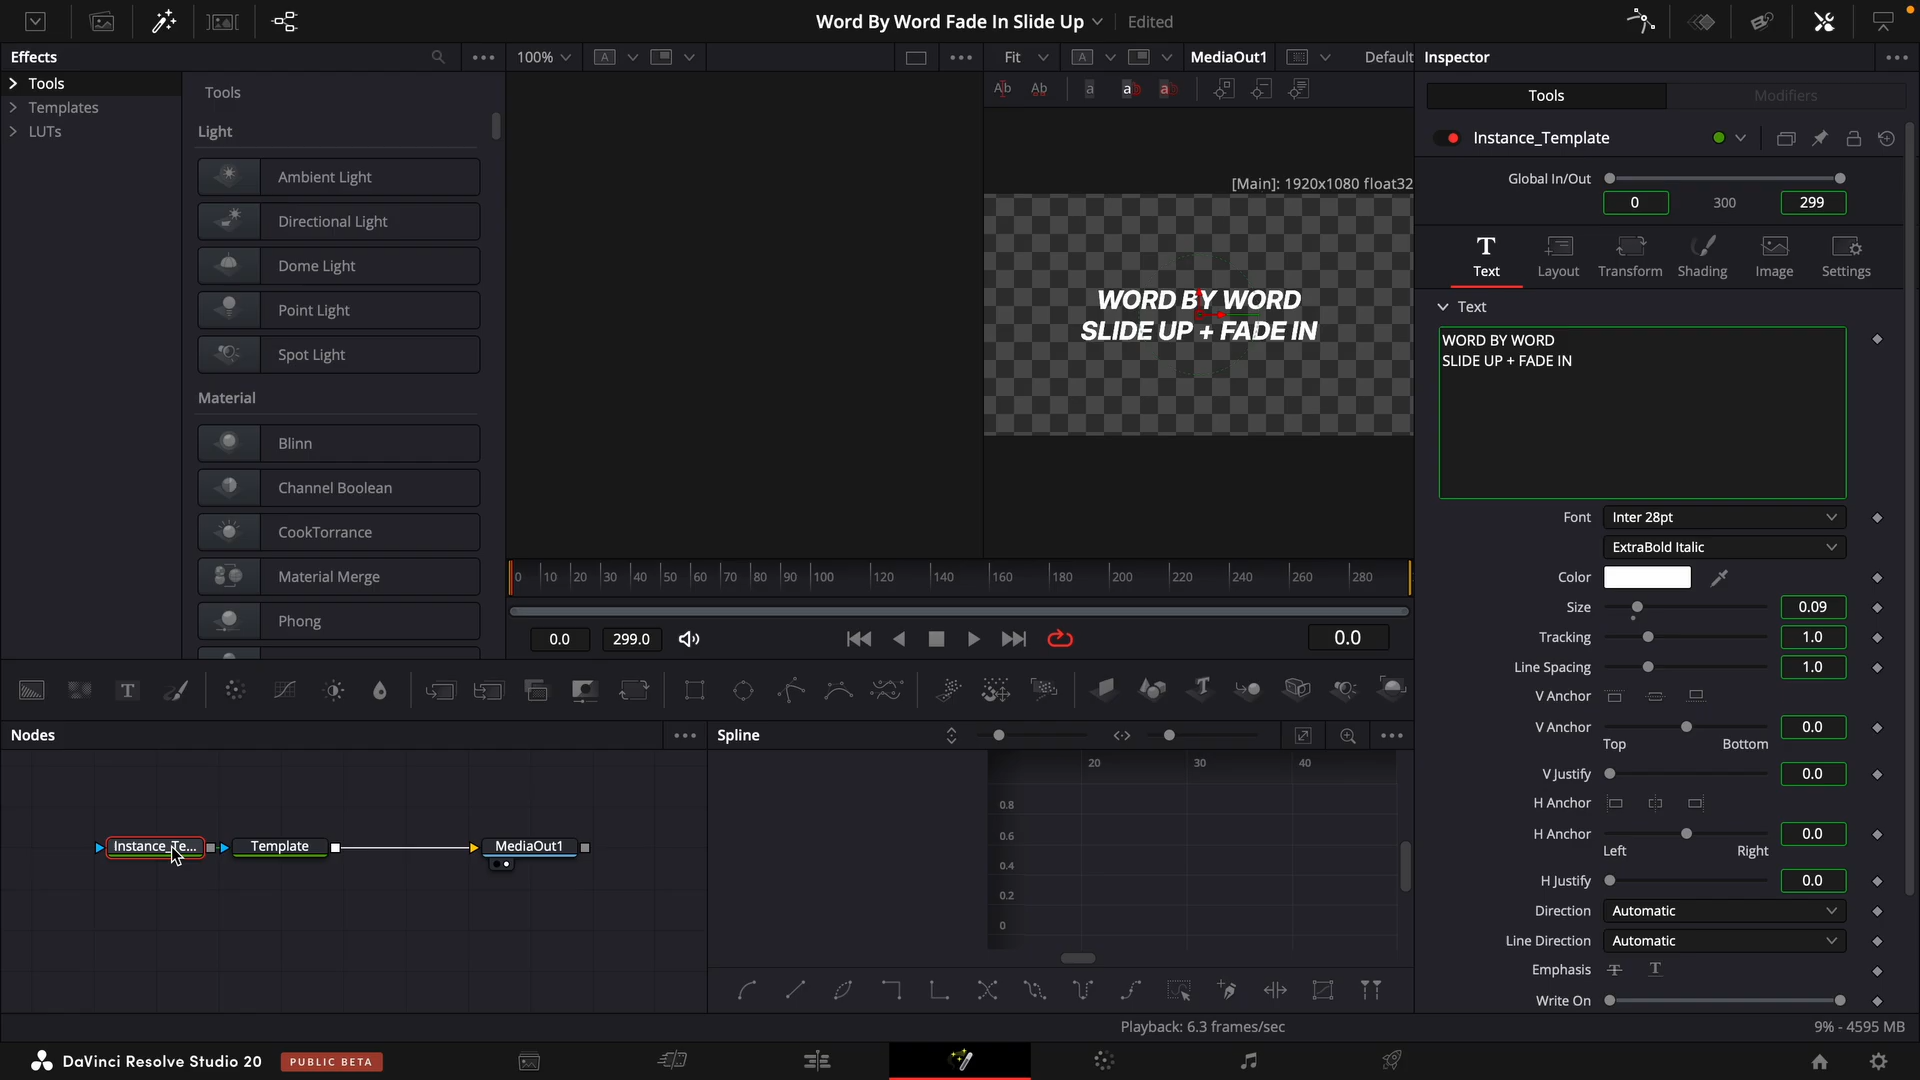 Word By Word Fade In Slide Up
Edited
Effects
100%
A
Fit
A
MediaOut1
Default
Inspector
Tools
Templates
LUTs
Tools
Light
Ambient Light
Directional Light
Dome Light
Point Light
Spot Light
Material
Blinn
Channel Boolean
CookTorrance
Material Merge
Phong
[Main]: 1920x1080 float32
WORD BY WORD
SLIDE UP + FADE IN
0 10 20 30 40 50 60 70 80 90 100 120 140 160 180 200 220 240 260 280
0.0
299.0
0.0
Tools
Modifiers
Instance_Template
Global In/Out
0
300
299
Text
Layout
Transform
Shading
Image
Settings
Text
WORD BY WORD
SLIDE UP + FADE IN
Font
Inter 28pt
ExtraBold Italic
Color
Size
0.09
Tracking
1.0
Line Spacing
1.0
V Anchor
V Anchor
0.0
Top
Bottom
V Justify
0.0
H Anchor
H Anchor
0.0
Left
Right
H Justify
0.0
Direction
Automatic
Line Direction
Automatic
Emphasis
Write On
Nodes
Instance_Te...
Template
MediaOut1
Spline
20 30 40
0.8
0.6
0.4
0.2
0
Playback: 6.3 frames/sec
9% - 4595 MB
DaVinci Resolve Studio 20
PUBLIC BETA